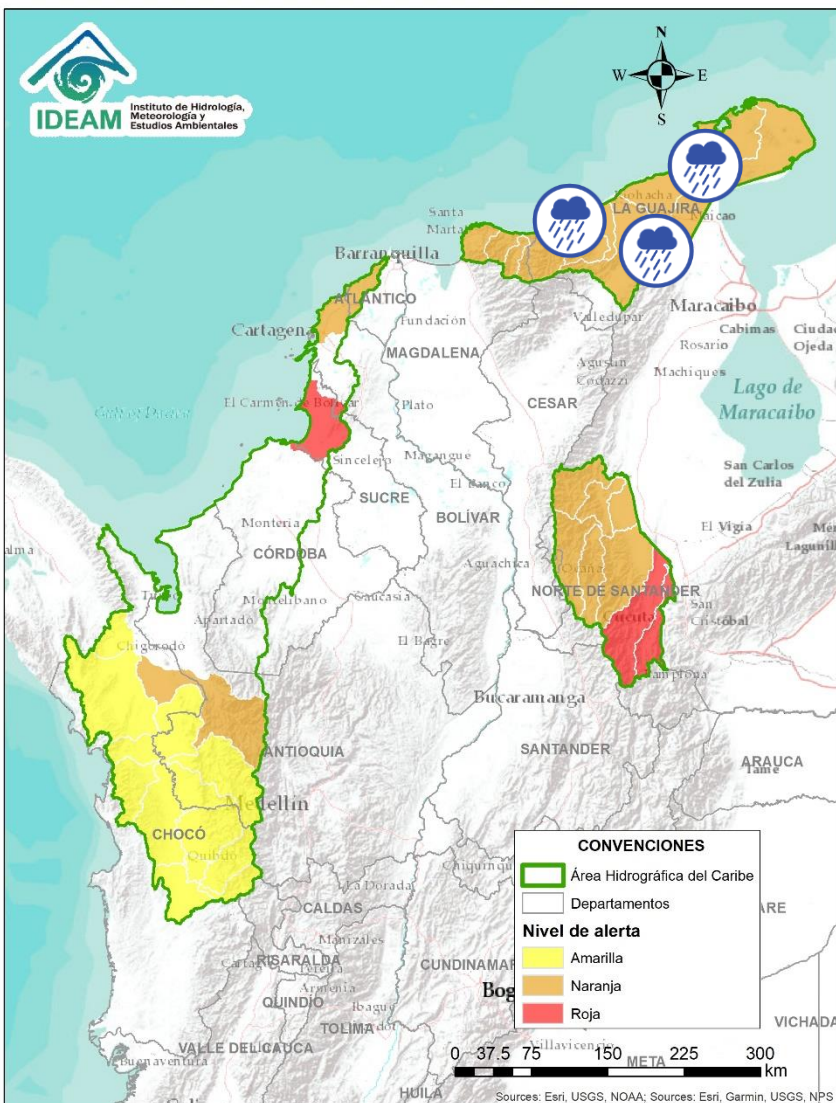 IDEAM
Instituto de Hidrología,
Meteorología y
Estudios Ambientales
N
W
E
S
Santa
Marta
LA GUAJIRA
Barranquilla
ATLÁNTICO
Maracaibo
Cartagena
Fundación
Valledupar
Cabimas
Ciudad
Ojeda
MAGDALENA
Rosario
Agustín
Codazzi
Machiques
El Carmen de Bolívar
Plato
CESAR
Lago de
Maracaibo
Sincelejo
Magangue
San Carlos
del Zulia
SUCRE
El Banco
BOLÍVAR
El Vigía
Montería
CÓRDOBA
Aguachica
Ocaña
NORTE DE SANTANDER
Montelibano
Caucasia
Apartado
Cúcuta
San
Cristóbal
El Bagre
Chigorodó
Pamplona
Bucaramanga
ANTIOQUIA
SANTANDER
ARAUCA
Tame
Medellín
CHOCÓ
Quibdó
La Dorada
CALDAS
Manizales
RISARALDA
Pereira
CUNDINAMAR
Armenia
QUINDÍO
Ibague
Bog
TOLIMA
VALLE DEL CAUCA
Buenaventura
HUILA
Villavicencio
META
VICHADA
CONVENCIONES
Área Hidrográfica del Caribe
Departamentos
Nivel de alerta
Amarilla
Naranja
Roja
0 37.5 75 150 225 300
km
Sources: Esri, USGS, NOAA; Sources: Esri, Garmin, USGS, NPS